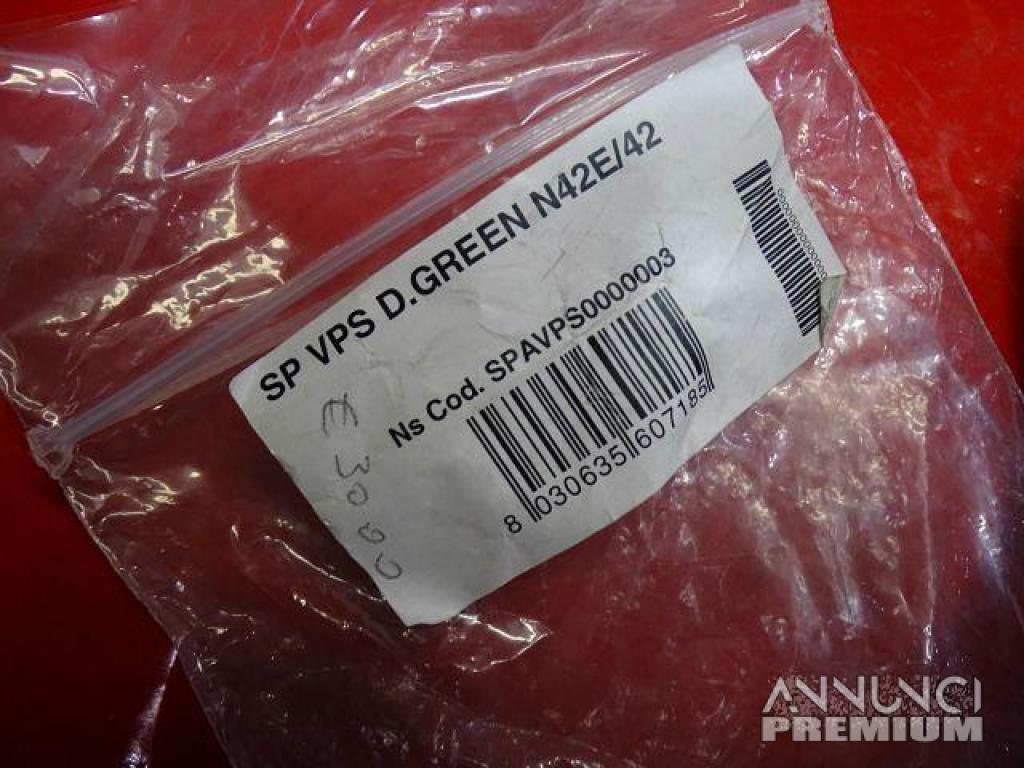 SP VPS D.GREEN N42E/42
Ns Cod. SPAVPS0000003
8 030635 607185
€ 30,00
ANNUNCI
PREMIUM